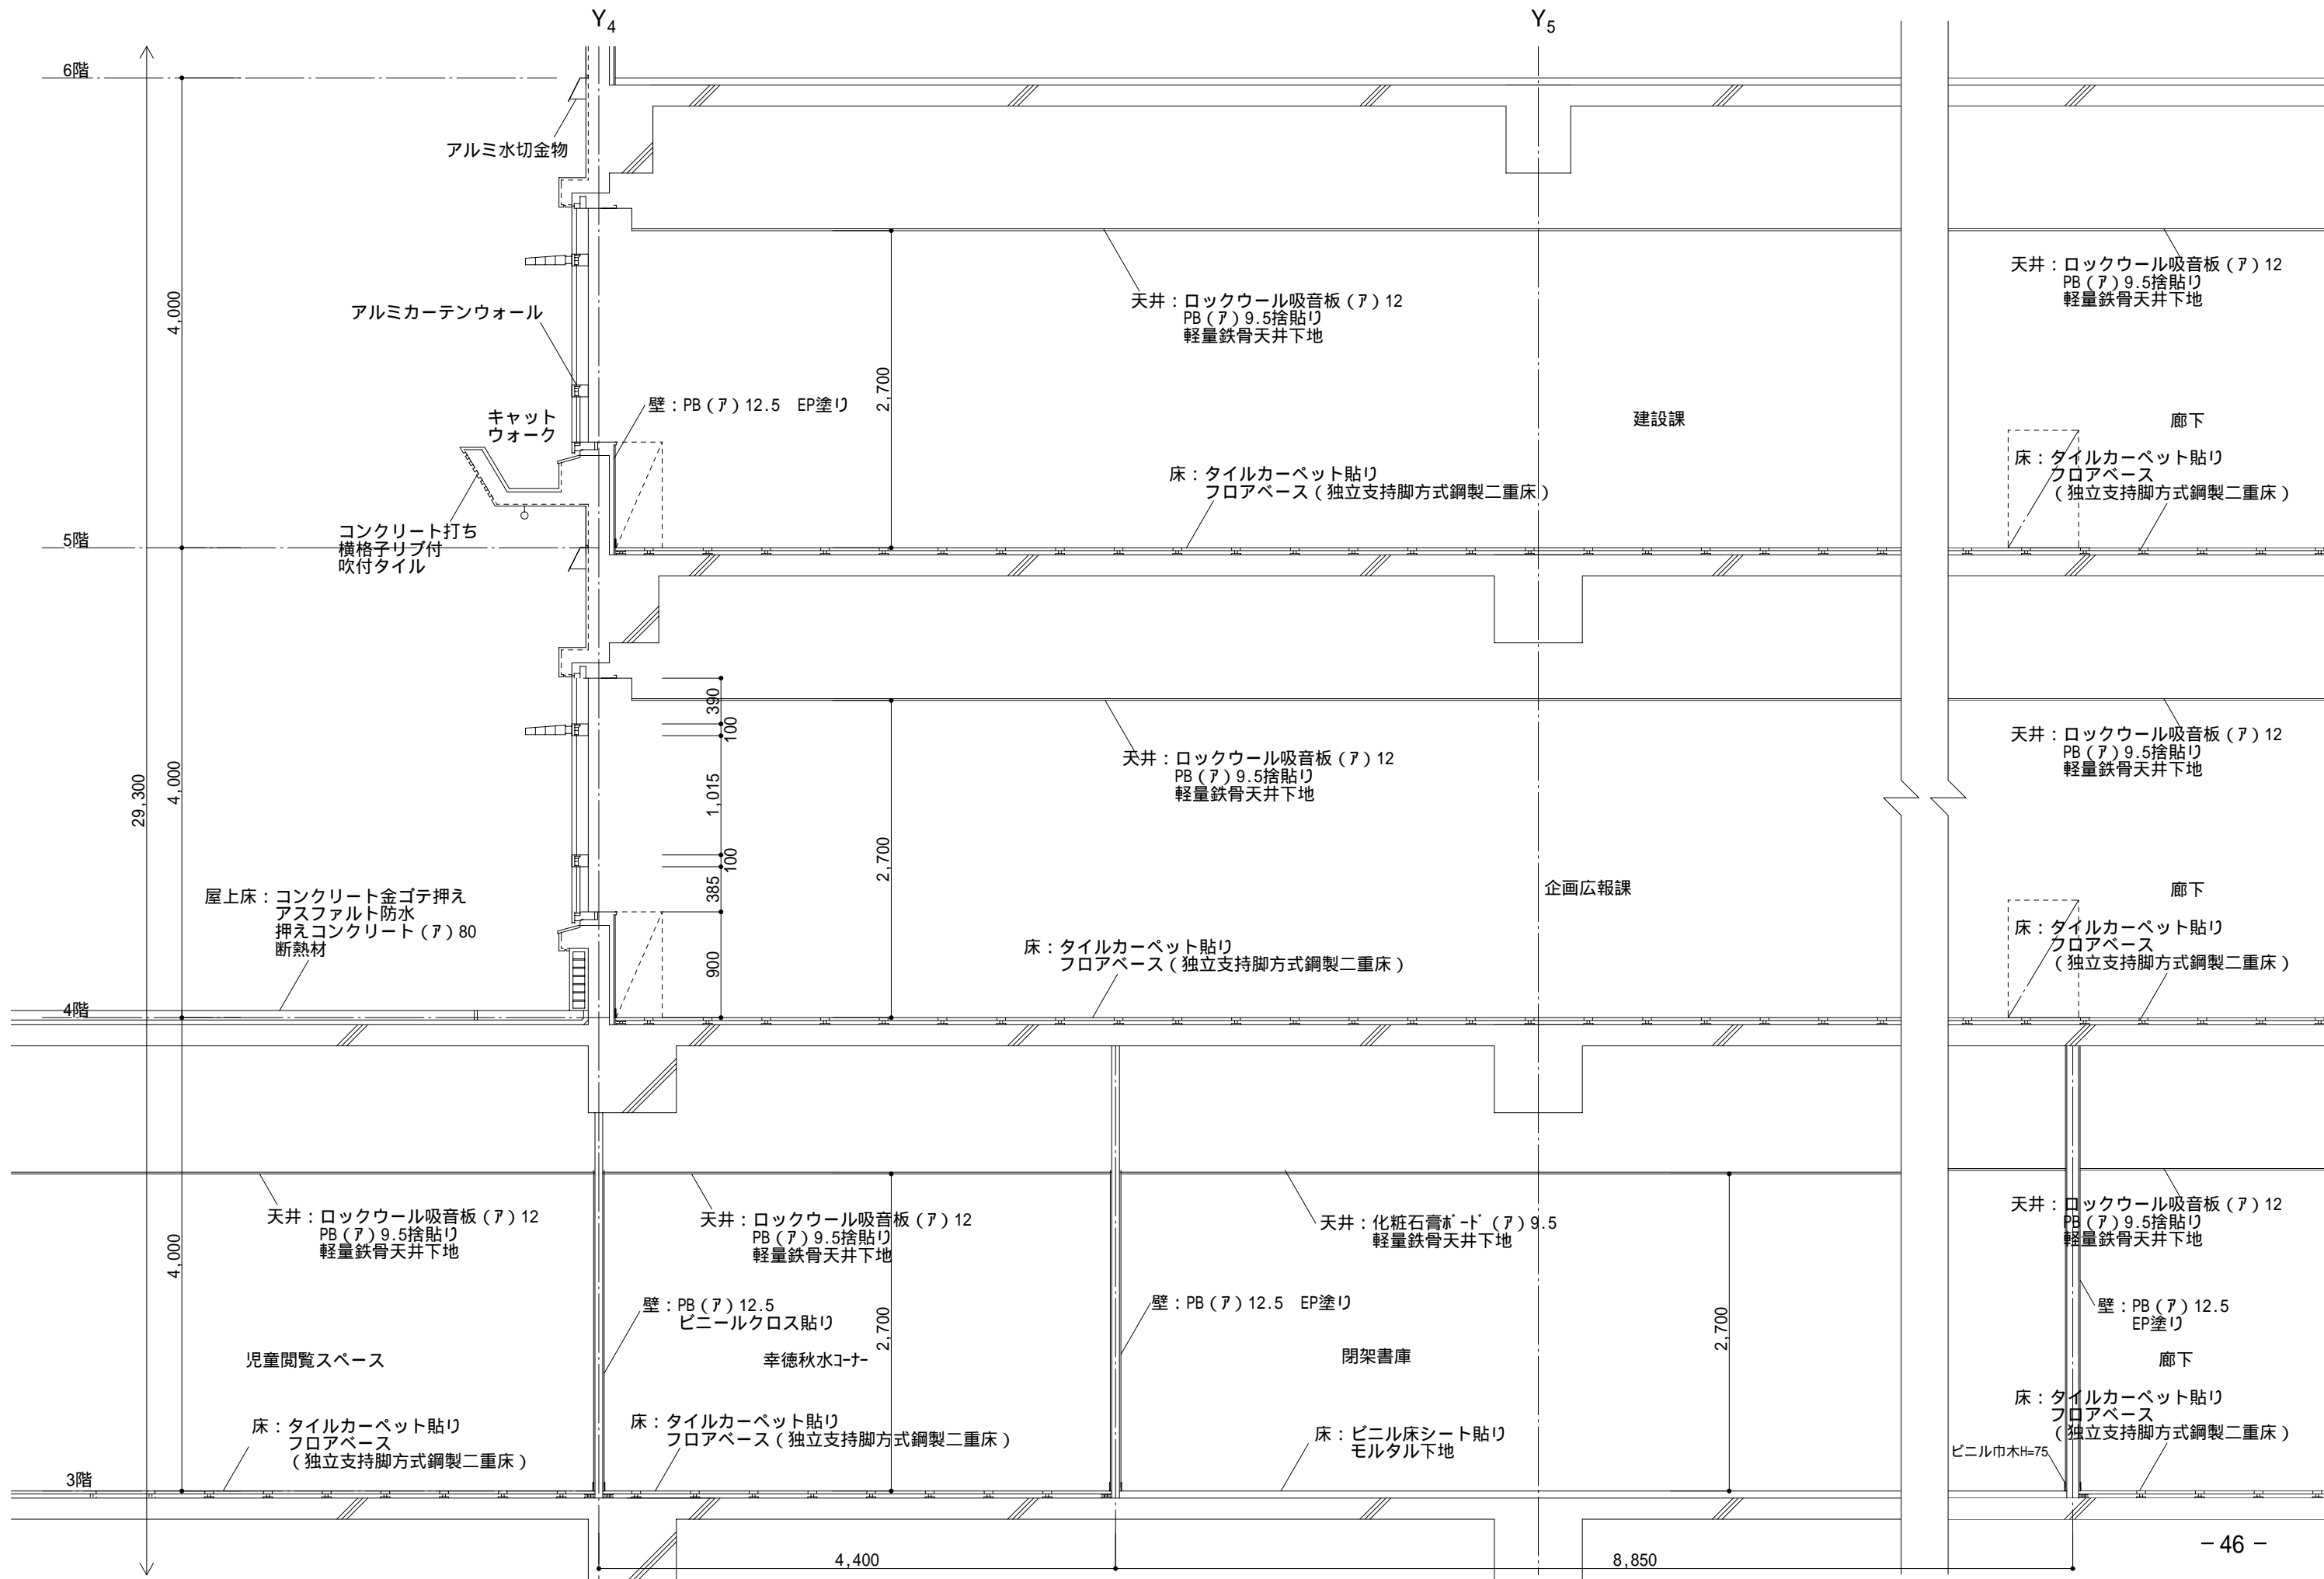 Y4
Y5
6階
アルミ水切金物
4,000
アルミカーテンウォール
天井：ロックウール吸音板（ア）12
PB（ア）9.5捨貼り
軽量鉄骨天井下地
天井：ロックウール吸音板（ア）12
PB（ア）9.5捨貼り
軽量鉄骨天井下地
2,700
壁：PB（ア）12.5　EP塗り
キャット
ウォーク
建設課
廊下
床：タイルカーペット貼り
フロアベース（独立支持脚方式鋼製二重床）
床：タイルカーペット貼り
フロアベース
（独立支持脚方式鋼製二重床）
コンクリート打ち
横格子リブ付
吹付タイル
5階
29,300
4,000
390
100
1,015
100
385
900
2,700
天井：ロックウール吸音板（ア）12
PB（ア）9.5捨貼り
軽量鉄骨天井下地
天井：ロックウール吸音板（ア）12
PB（ア）9.5捨貼り
軽量鉄骨天井下地
企画広報課
廊下
屋上床：コンクリート金ゴテ押え
アスファルト防水
押えコンクリート（ア）80
断熱材
床：タイルカーペット貼り
フロアベース（独立支持脚方式鋼製二重床）
床：タイルカーペット貼り
フロアベース
（独立支持脚方式鋼製二重床）
4階
4,000
天井：ロックウール吸音板（ア）12
PB（ア）9.5捨貼り
軽量鉄骨天井下地
天井：ロックウール吸音板（ア）12
PB（ア）9.5捨貼り
軽量鉄骨天井下地
天井：化粧石膏ﾎﾞｰﾄﾞ（ア）9.5
軽量鉄骨天井下地
天井：ロックウール吸音板（ア）12
PB（ア）9.5捨貼り
軽量鉄骨天井下地
壁：PB（ア）12.5
ビニールクロス貼り
2,700
壁：PB（ア）12.5　EP塗り
2,700
壁：PB（ア）12.5
EP塗り
児童閲覧スペース
幸徳秋水ｺｰﾅｰ
閉架書庫
廊下
床：タイルカーペット貼り
フロアベース
（独立支持脚方式鋼製二重床）
床：タイルカーペット貼り
フロアベース（独立支持脚方式鋼製二重床）
床：ビニル床シート貼り
モルタル下地
床：タイルカーペット貼り
フロアベース
（独立支持脚方式鋼製二重床）
ビニル巾木H=75
3階
4,400
8,850
－46－